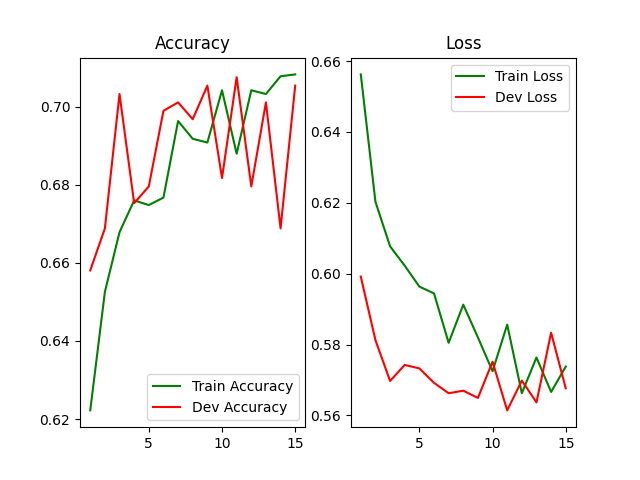 Accuracy
0.70
0.68
0.66
0.64
0.62
5
10
15
Train Accuracy
Dev Accuracy
Loss
0.66
0.64
0.62
0.60
0.58
0.56
5
10
15
Train Loss
Dev Loss